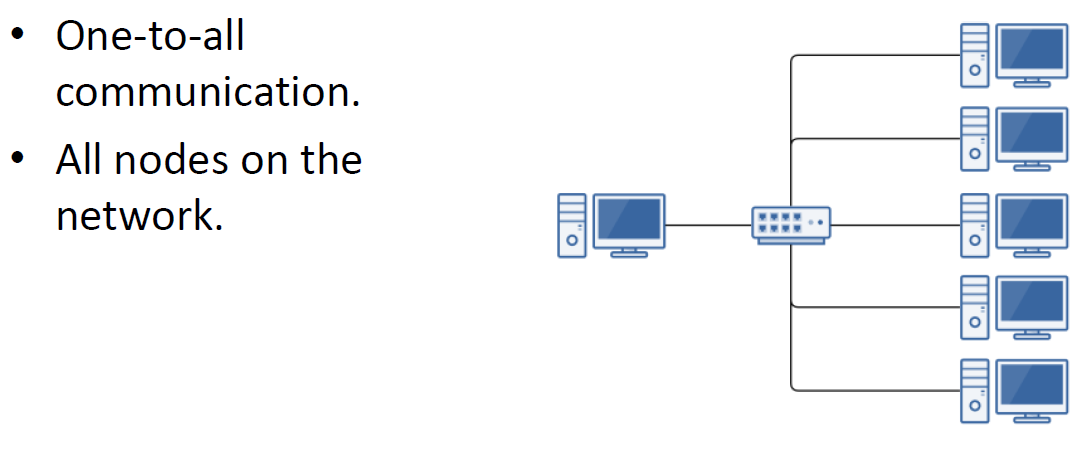 • One-to-all
communication.
• All nodes on the
network.